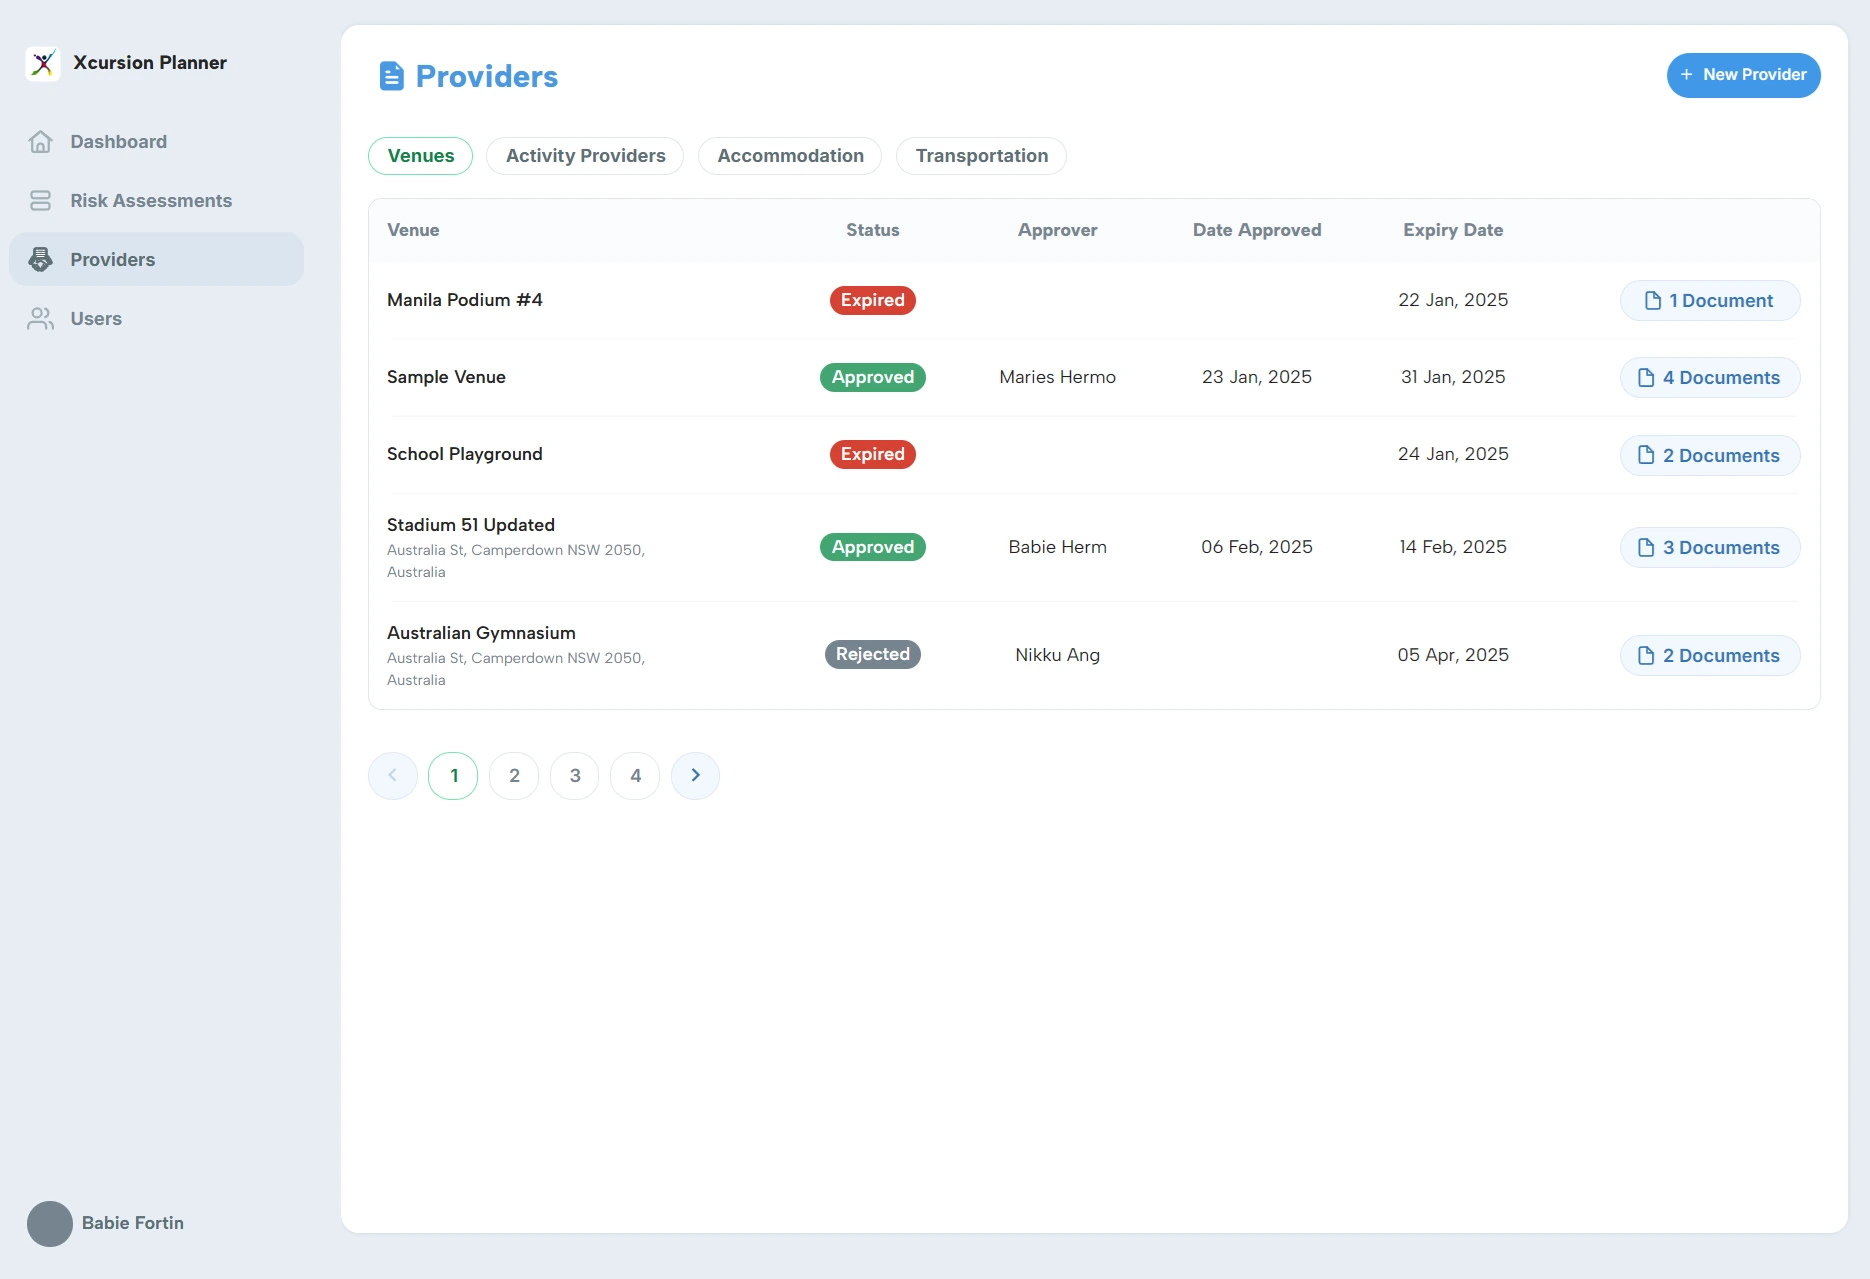 Xcursion Planner
Dashboard
Risk Assessments
Providers
Users
Babie Fortin
Providers
+ New Provider
Venues
Activity Providers
Accommodation
Transportation
Venue Status Approver Date Approved Expiry Date
Manila Podium #4 Expired 22 Jan, 2025 1 Document
Sample Venue Approved Maries Hermo 23 Jan, 2025 31 Jan, 2025 4 Documents
School Playground Expired 24 Jan, 2025 2 Documents
Stadium 51 Updated
Australia St, Camperdown NSW 2050,
Australia
Approved Babie Herm 06 Feb, 2025 14 Feb, 2025 3 Documents
Australian Gymnasium
Australia St, Camperdown NSW 2050,
Australia
Rejected Nikku Ang 05 Apr, 2025 2 Documents
1 2 3 4